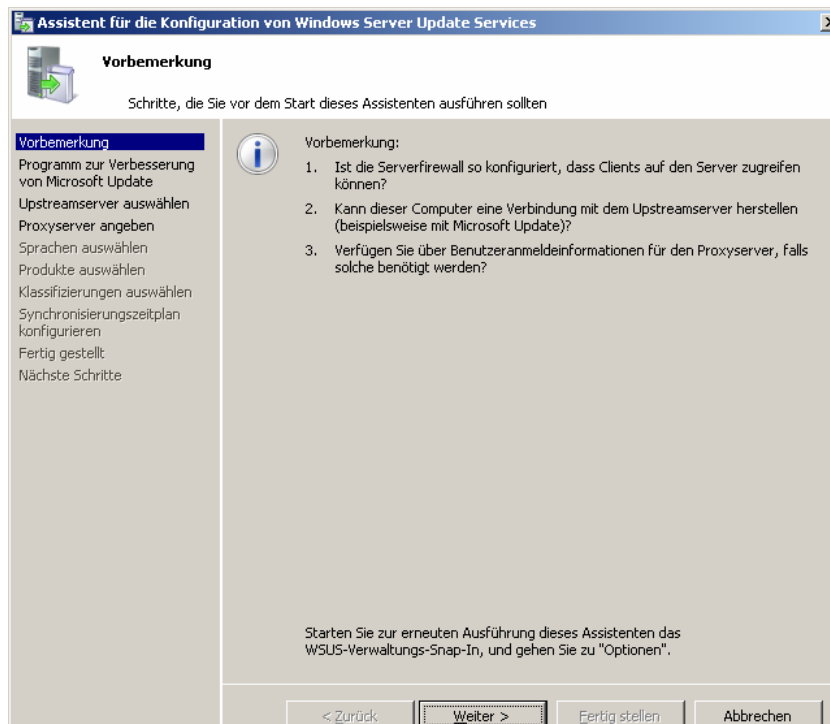 Assistent für die Konfiguration von Windows Server Update Services
Vorbemerkung
Schritte, die Sie vor dem Start dieses Assistenten ausführen sollten
Vorbemerkung
Programm zur Verbesserung
von Microsoft Update
Upstreamserver auswählen
Proxyserver angeben
Sprachen auswählen
Produkte auswählen
Klassifizierungen auswählen
Synchronisierungszeitplan
konfigurieren
Fertig gestellt
Nächste Schritte
Vorbemerkung:
1. Ist die Serverfirewall so konfiguriert, dass Clients auf den Server zugreifen
können?
2. Kann dieser Computer eine Verbindung mit dem Upstreamserver herstellen
(beispielsweise mit Microsoft Update)?
3. Verfügen Sie über Benutzeranmeldeinformationen für den Proxyserver, falls
solche benötigt werden?
Starten Sie zur erneuten Ausführung dieses Assistenten das
WSUS-Verwaltungs-Snap-In, und gehen Sie zu "Optionen".
< Zurück
Weiter >
Fertig stellen
Abbrechen